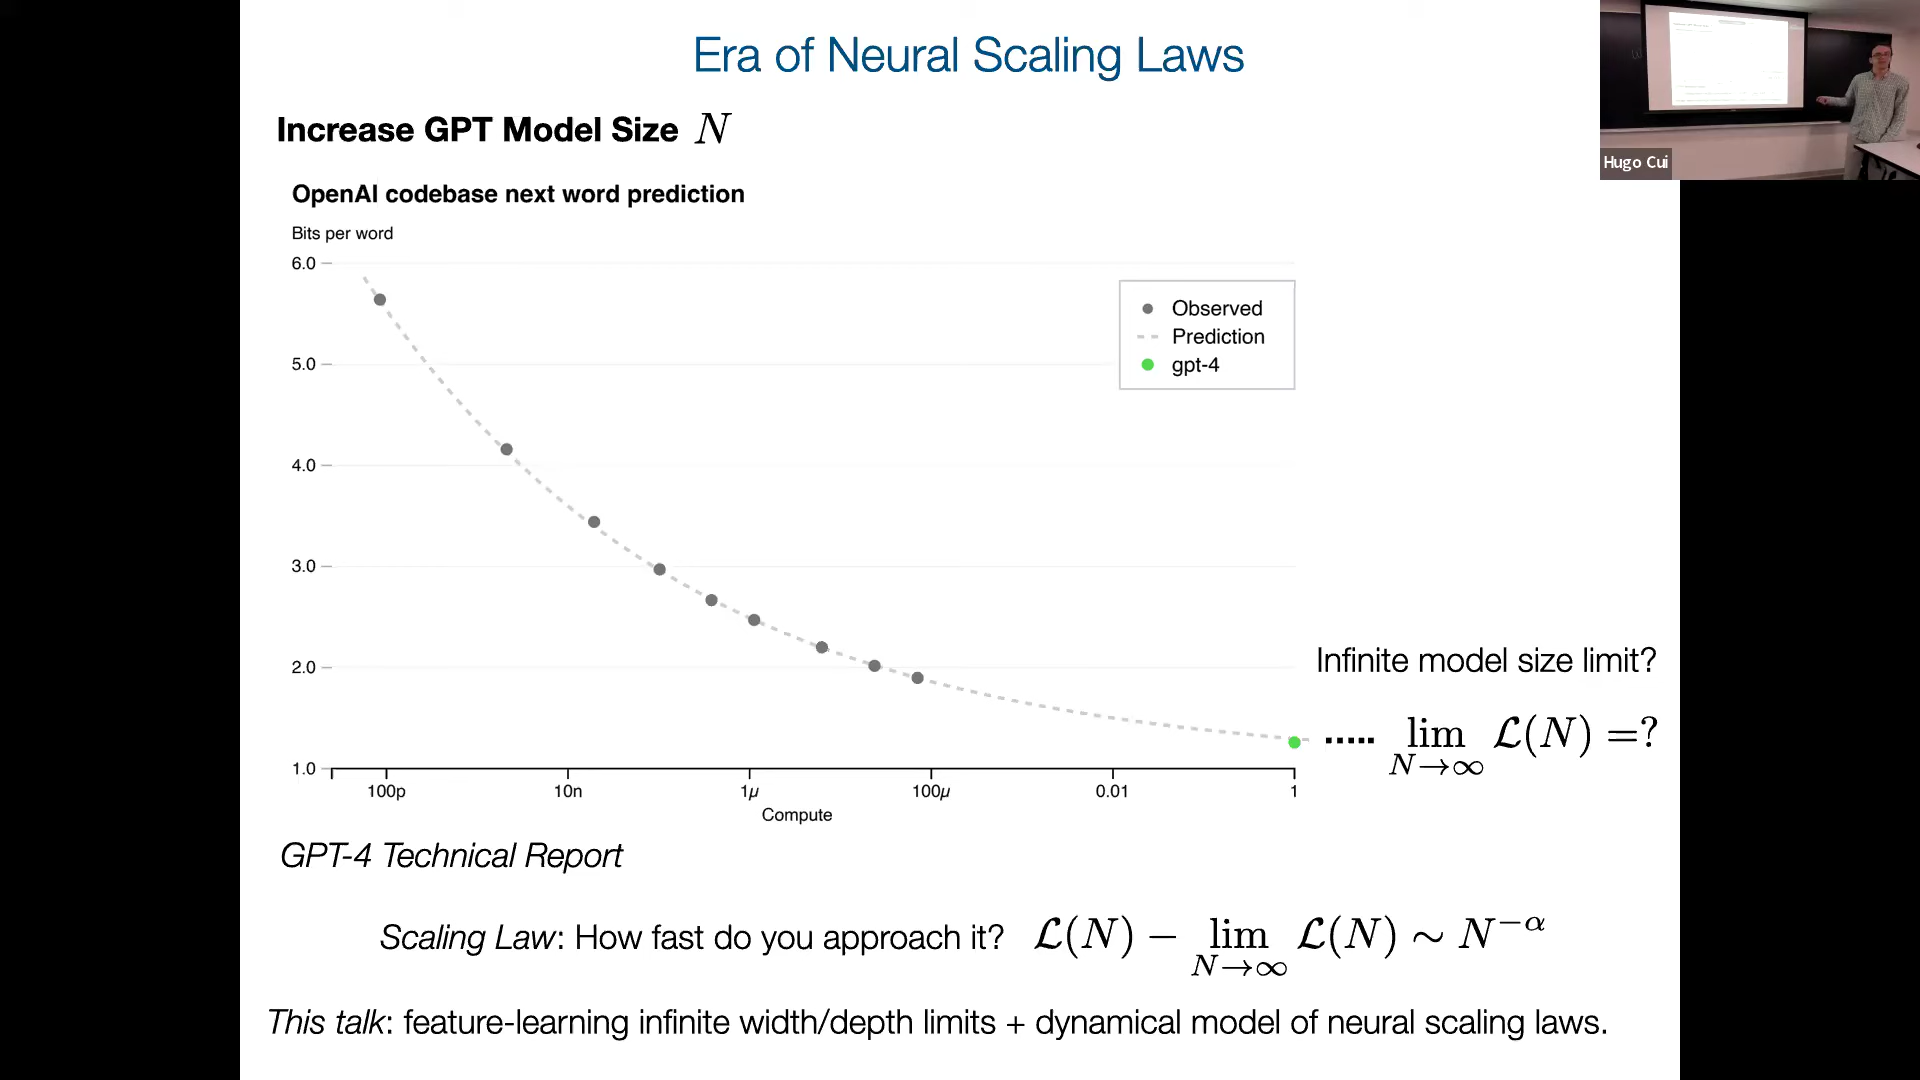 Era of Neural Scaling Laws
Increase GPT Model Size N
OpenAI codebase next word prediction
Bits per word
6.0
5.0
4.0
3.0
2.0
1.0
Observed
Prediction
gpt-4
100p
10n
1μ
100μ
0.01
1
Compute
Infinite model size limit?
..... lim N→∞ 𝓛(N) =?
GPT-4 Technical Report
Scaling Law: How fast do you approach it? 𝓛(N) − lim N→∞ 𝓛(N) ∼ N^−α
This talk: feature-learning infinite width/depth limits + dynamical model of neural scaling laws.
Hugo Cui